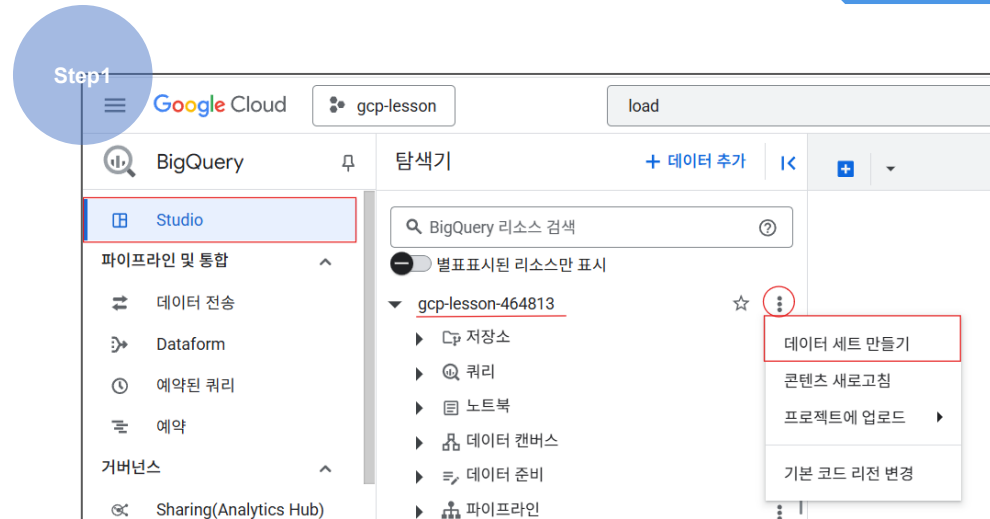 Step1
Google Cloud
gcp-lesson
load
BigQuery
탐색기
+ 데이터 추가
Studio
BigQuery 리소스 검색
파이프라인 및 통합
별표표시된 리소스만 표시
데이터 전송
gcp-lesson-464813
Dataform
저장소
데이터 세트 만들기
예약된 쿼리
쿼리
콘텐츠 새로고침
예약
노트북
프로젝트에 업로드
거버넌스
데이터 캔버스
데이터 준비
기본 코드 리전 변경
Sharing(Analytics Hub)
파이프라인